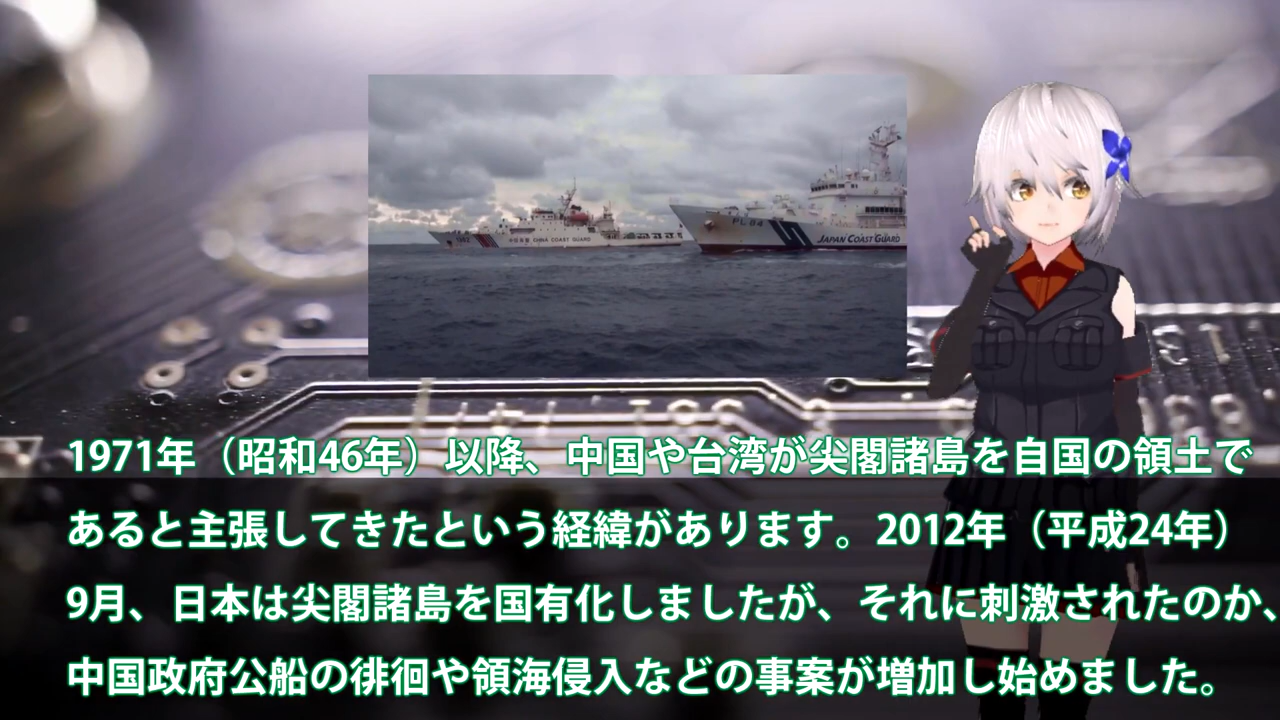 中国海警 CHINA COAST GUARD
PL 64
JAPAN COAST GUARD
1971年（昭和46年）以降、中国や台湾が尖閣諸島を自国の領土で
あると主張してきたという経緯があります。2012年（平成24年）
9月、日本は尖閣諸島を国有化しましたが、それに刺激されたのか、
中国政府公船の徘徊や領海侵入などの事案が増加し始めました。